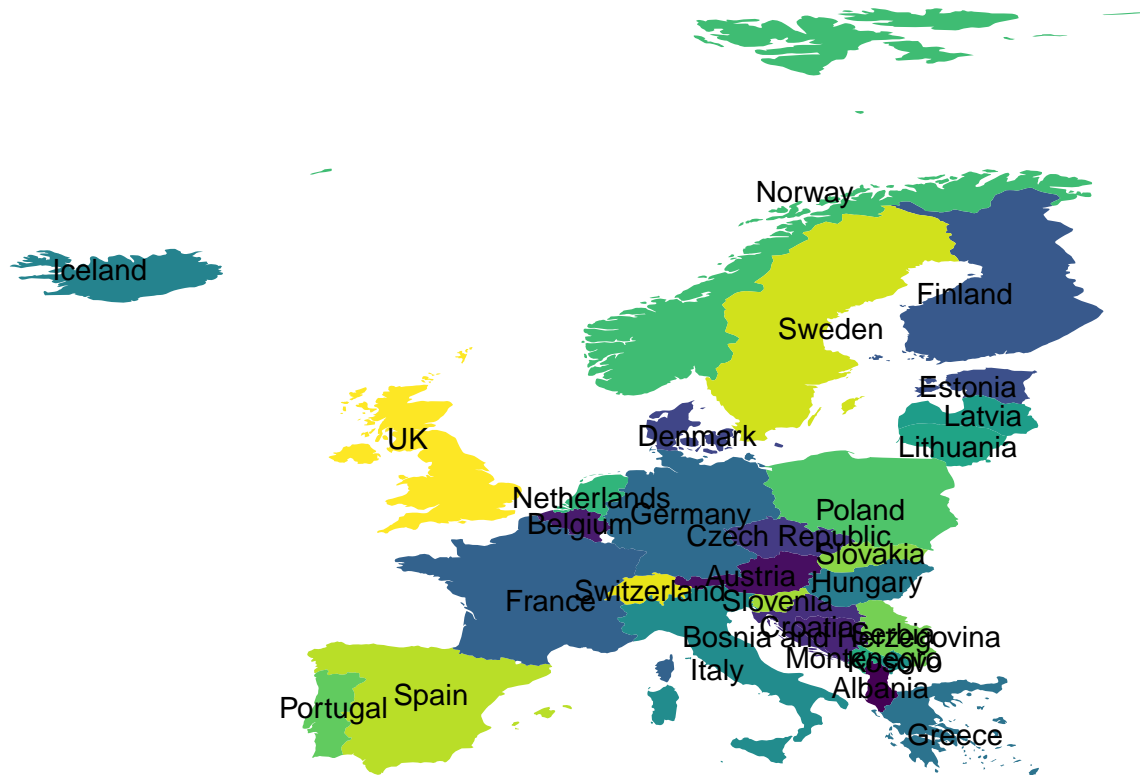 Norway
Iceland
Finland
Sweden
Estonia
Latvia
UK
Denmark
Lithuania
Netherlands
Germany
Poland
Belgium
Czech Republic
Slovakia
Austria
Hungary
Switzerland
France
Slovenia
Croatia
Serbia
Bosnia and Herzegovina
Montenegro
Kosovo
Italy
Albania
Spain
Portugal
Greece